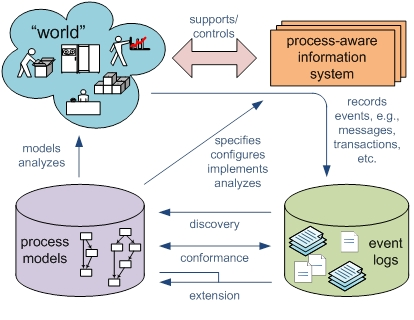 "world"
supports/
controls
process-aware
information
system
records
events, e.g.,
messages,
transactions,
etc.
models
analyzes
specifies
configures
implements
analyzes
process
models
discovery
conformance
extension
event
logs